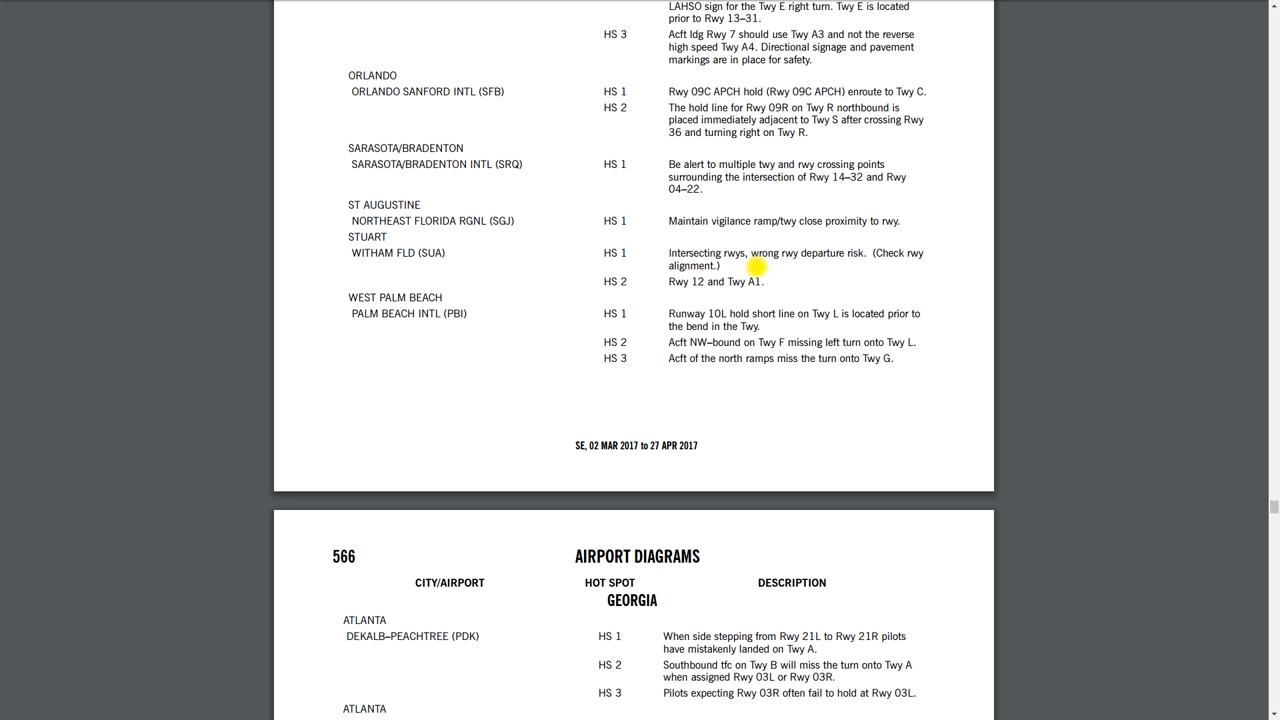 LAHSO sign for the Twy E right turn. Twy E is located
prior to Rwy 13–31.
HS 3 Acft ldg Rwy 7 should use Twy A3 and not the reverse
high speed Twy A4. Directional signage and pavement
markings are in place for safety.
ORLANDO
ORLANDO SANFORD INTL (SFB) HS 1 Rwy 09C APCH hold (Rwy 09C APCH) enroute to Twy C.
HS 2 The hold line for Rwy 09R on Twy R northbound is
placed immediately adjacent to Twy S after crossing Rwy
36 and turning right on Twy R.
SARASOTA/BRADENTON
SARASOTA/BRADENTON INTL (SRQ) HS 1 Be alert to multiple twy and rwy crossing points
surrounding the intersection of Rwy 14–32 and Rwy
04–22.
ST AUGUSTINE
NORTHEAST FLORIDA RGNL (SGJ) HS 1 Maintain vigilance ramp/twy close proximity to rwy.
STUART
WITHAM FLD (SUA) HS 1 Intersecting rwys, wrong rwy departure risk. (Check rwy
alignment.)
HS 2 Rwy 12 and Twy A1.
WEST PALM BEACH
PALM BEACH INTL (PBI) HS 1 Runway 10L hold short line on Twy L is located prior to
the bend in the Twy.
HS 2 Acft NW–bound on Twy F missing left turn onto Twy L.
HS 3 Acft of the north ramps miss the turn onto Twy G.
SE, 02 MAR 2017 to 27 APR 2017
566 AIRPORT DIAGRAMS
CITY/AIRPORT HOT SPOT DESCRIPTION
GEORGIA
ATLANTA
DEKALB–PEACHTREE (PDK) HS 1 When side stepping from Rwy 21L to Rwy 21R pilots
have mistakenly landed on Twy A.
HS 2 Southbound tfc on Twy B will miss the turn onto Twy A
when assigned Rwy 03L or Rwy 03R.
HS 3 Pilots expecting Rwy 03R often fail to hold at Rwy 03L.
ATLANTA